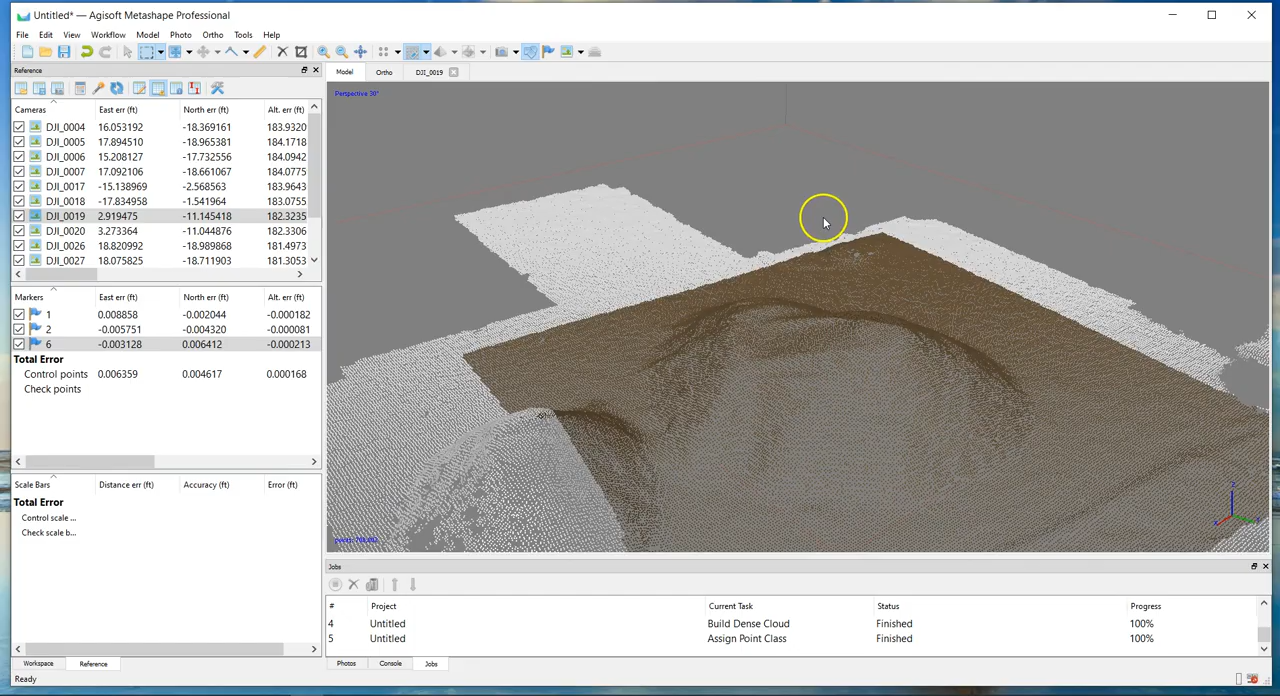 Untitled* — Agisoft Metashape Professional
File Edit View Workflow Model Photo Ortho Tools Help
Reference
Model Ortho DJI_0019
Perspective 30°
Cameras East err (ft) North err (ft) Alt. err (ft)
DJI_0004 16.053192 -18.369161 183.9320
DJI_0005 17.894510 -18.965381 184.1718
DJI_0006 15.208127 -17.732556 184.0942
DJI_0007 17.092106 -18.661067 184.0775
DJI_0017 -15.138969 -2.568563 183.9643
DJI_0018 -17.834958 -1.541964 183.0755
DJI_0019 2.919475 -11.145418 182.3235
DJI_0020 3.273364 -11.044876 182.3306
DJI_0026 18.820992 -18.989868 181.4973
DJI_0027 18.075825 -18.711903 181.3053
Markers East err (ft) North err (ft) Alt. err (ft)
1 0.008858 -0.002044 -0.000182
2 -0.005751 -0.004320 -0.000081
6 -0.003128 0.006412 -0.000213
Total Error
Control points 0.006359 0.004617 0.000168
Check points
Scale Bars Distance err (ft) Accuracy (ft) Error (ft)
Total Error
Control scale ...
Check scale b...
Z
Jobs
# Project Current Task Status Progress
4 Untitled Build Dense Cloud Finished 100%
5 Untitled Assign Point Class Finished 100%
Workspace Reference
Photos Console Jobs
Ready